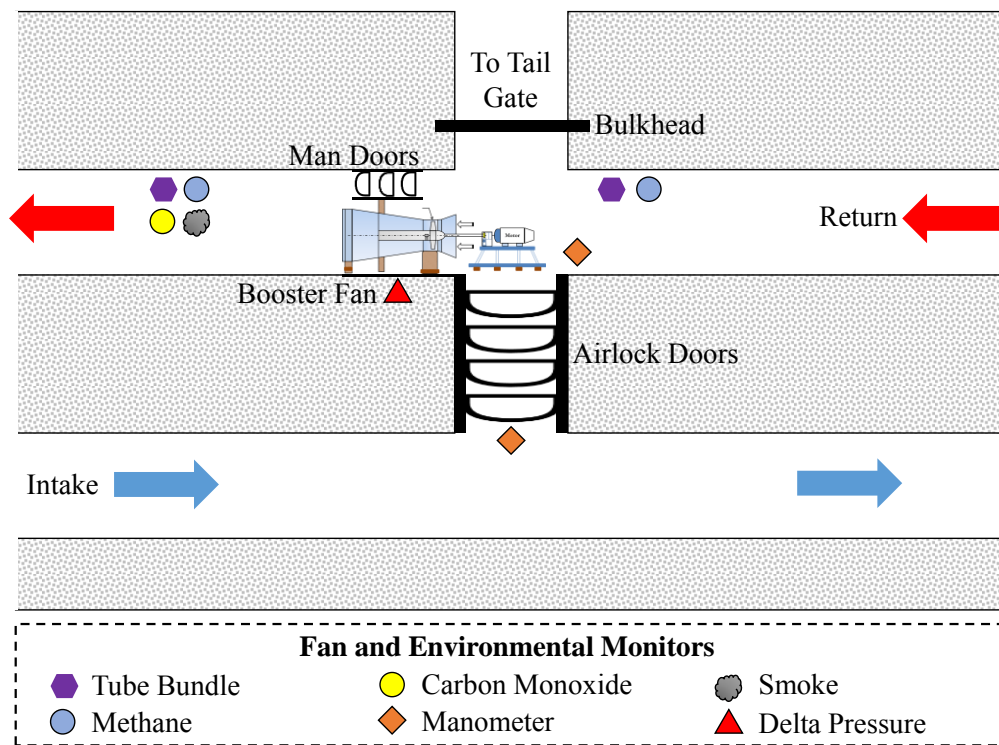 To Tail
Gate
Bulkhead
Man Doors
Return
Motor
Booster Fan
Airlock Doors
Intake
Fan and Environmental Monitors
Tube Bundle
Carbon Monoxide
Smoke
Methane
Manometer
Delta Pressure